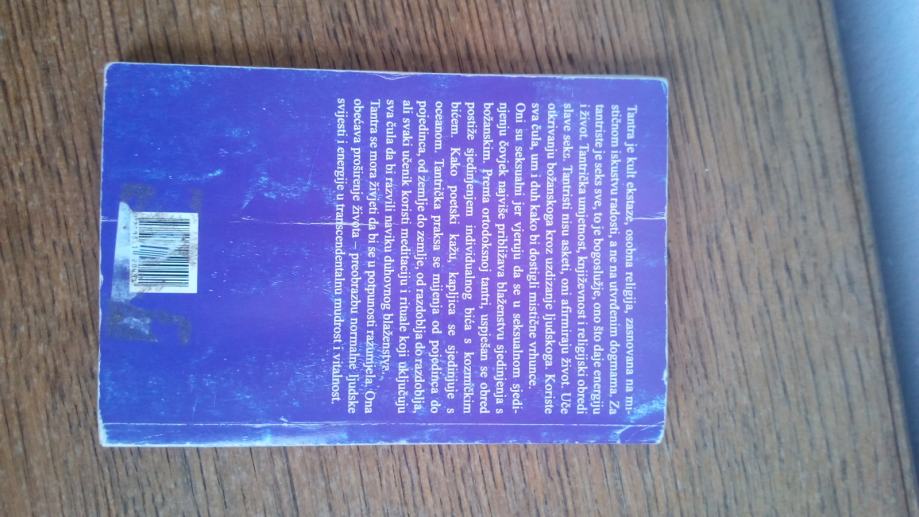 Tantra je kult ekstaze, osobna religija, zasnovana na mi-
stičnom iskustvu radosti, a ne na utvrđenim dogmama. Za
tantriste je seks sve, to je bogoslužje, ono što daje energiju
i život. Tantrička umjetnost, književnost i religijski obredi
slave seks. Tantristi nisu asketi, oni afirmiraju život. Uče
otkrivanju božanskoga kroz uzdizanje ljudskoga. Koriste
sva čula, um i duh kako bi dostigli mistične vrhunce.
Oni su seksualni jer vjeruju da se u seksualnom sjedi-
njenju čovjek najviše približava blaženstvu sjedinjenja s
božanskim. Prema ortodoksnoj tantri, uspješan se obred
postiže sjedinjenjem individualnog bića s kozmičkim
bićem. Kako poetski kažu, kapljica se sjedinjuje s
oceanom. Tantrička praksa se mijenja od pojedinca do
pojedinca, od zemlje do zemlje, od razdoblja do razdoblja,
ali svaki učenik koristi meditaciju i rituale koji uključuju
sva čula da bi razvili naviku duhovnog blaženstva.
Tantra se mora živjeti da bi se u potpunosti razumjela. Ona
obećava proširenje života – preobrazbu normalne ljudske
svijesti i energije u transcendentalnu mudrost i vitalnost.